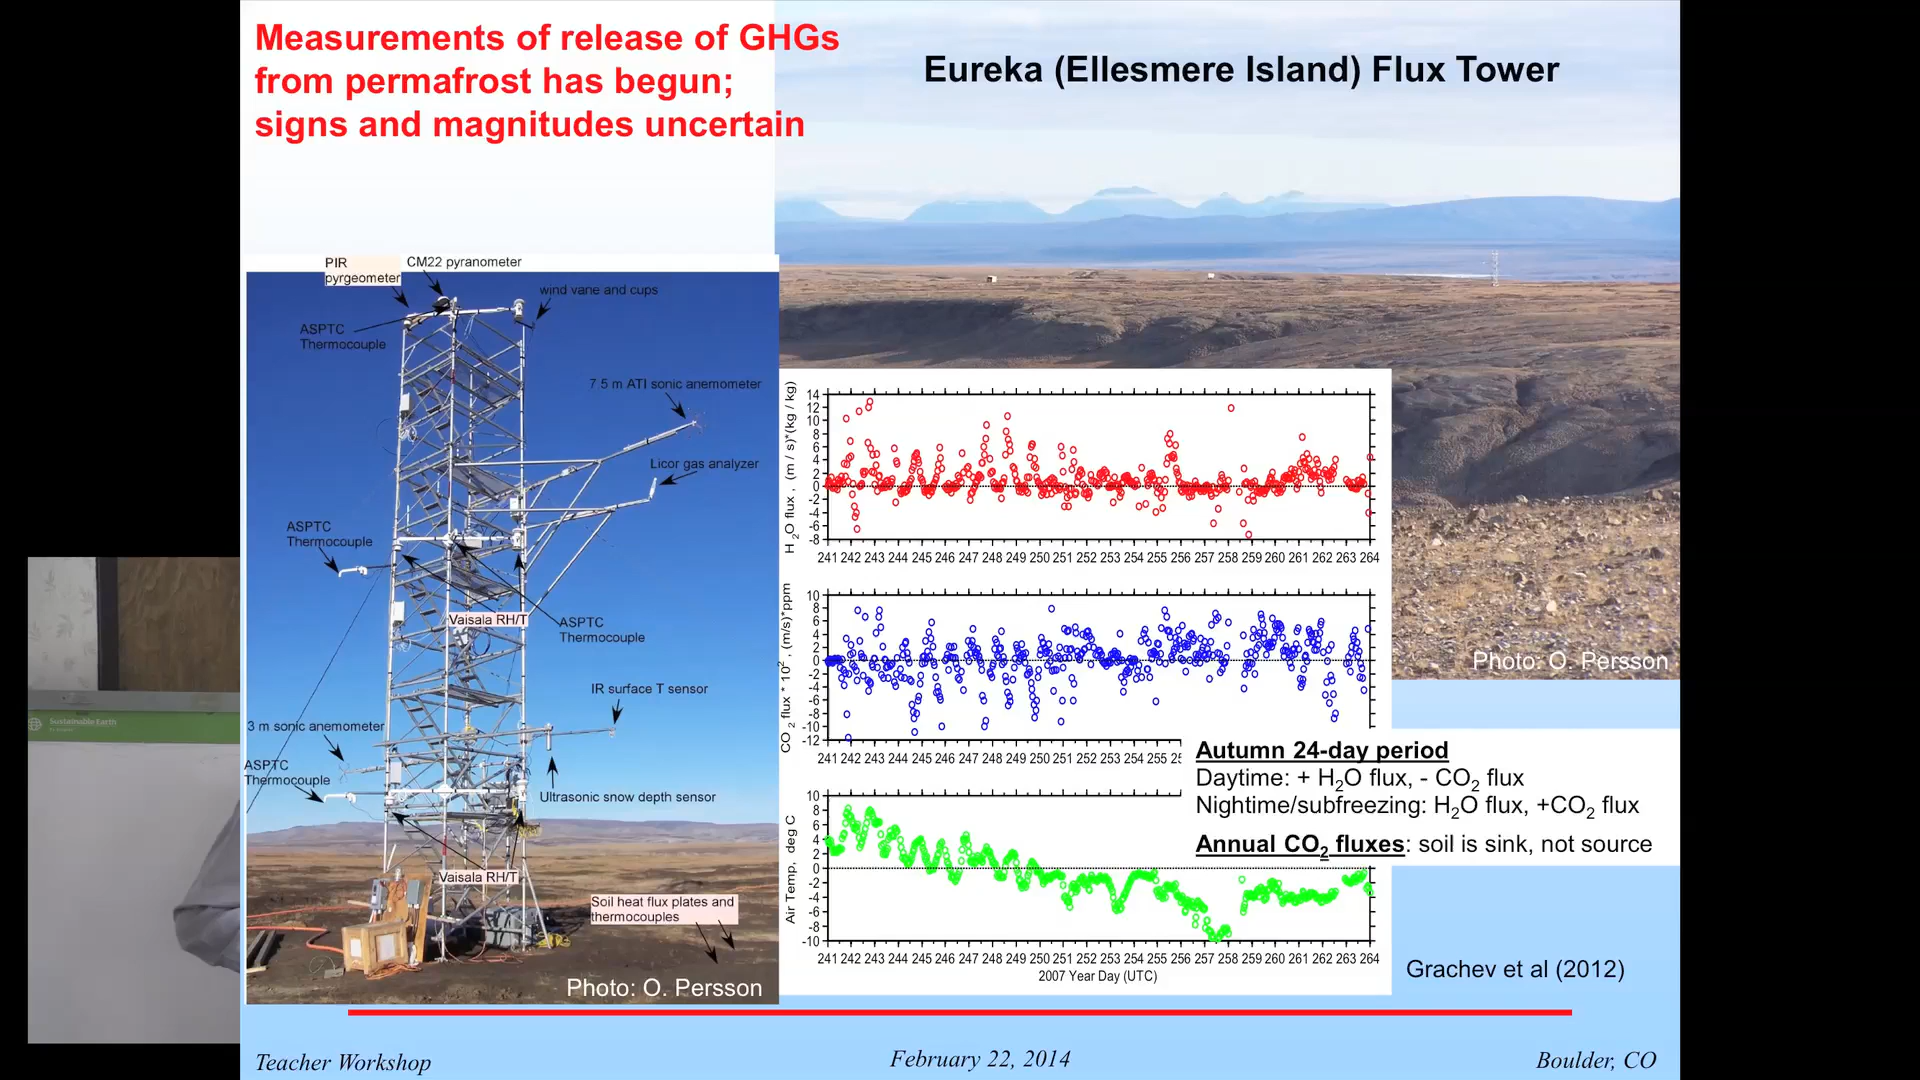 Measurements of release of GHGs
from permafrost has begun;
signs and magnitudes uncertain
Eureka (Ellesmere Island) Flux Tower
PIR
pyrgeometer
CM22 pyranometer
wind vane and cups
ASPTC
Thermocouple
7.5 m ATI sonic anemometer
Licor gas analyzer
ASPTC
Thermocouple
Vaisala RH/T
ASPTC
Thermocouple
IR surface T sensor
3 m sonic anemometer
ASPTC
Thermocouple
Ultrasonic snow depth sensor
Vaisala RH/T
Soil heat flux plates and
thermocouples
Photo: O. Persson
Photo: O. Persson
H2O flux , (m / s)*(kg / kg)
14
10
8
6
4
2
0
-2
-4
-6
-8
241 242 243 244 245 246 247 248 249 250 251 252 253 254 255 256 257 258 259 260 261 262 263 264
CO2 flux * 10², (m/s)*ppm
10
8
6
4
2
0
-2
-4
-6
-8
-10
-12
241 242 243 244 245 246 247 248 249 250 251 252 253 254 255 25
Air Temp, deg C
10
8
6
4
2
0
-2
-4
-6
-8
-10
241 242 243 244 245 246 247 248 249 250 251 252 253 254 255 256 257 258 259 260 261 262 263 264
2007 Year Day (UTC)
Autumn 24-day period
Daytime: + H2O flux, - CO2 flux
Nightime/subfreezing: H2O flux, +CO2 flux
Annual CO2 fluxes: soil is sink, not source
Grachev et al (2012)
Sustainable Earth
Teacher Workshop
February 22, 2014
Boulder, CO